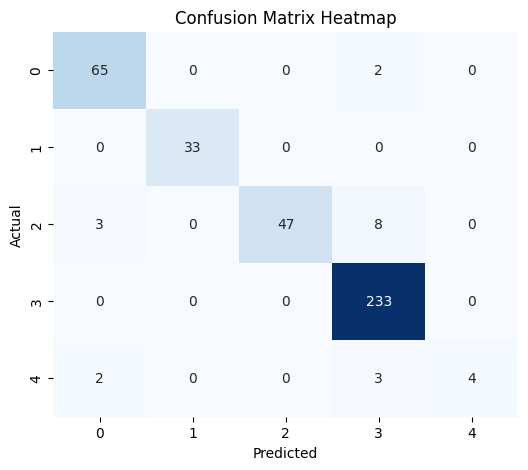 Confusion Matrix Heatmap
Actual
0 65 0 0 2 0
1 0 33 0 0 0
2 3 0 47 8 0
3 0 0 0 233 0
4 2 0 0 3 4
0 1 2 3 4
Predicted